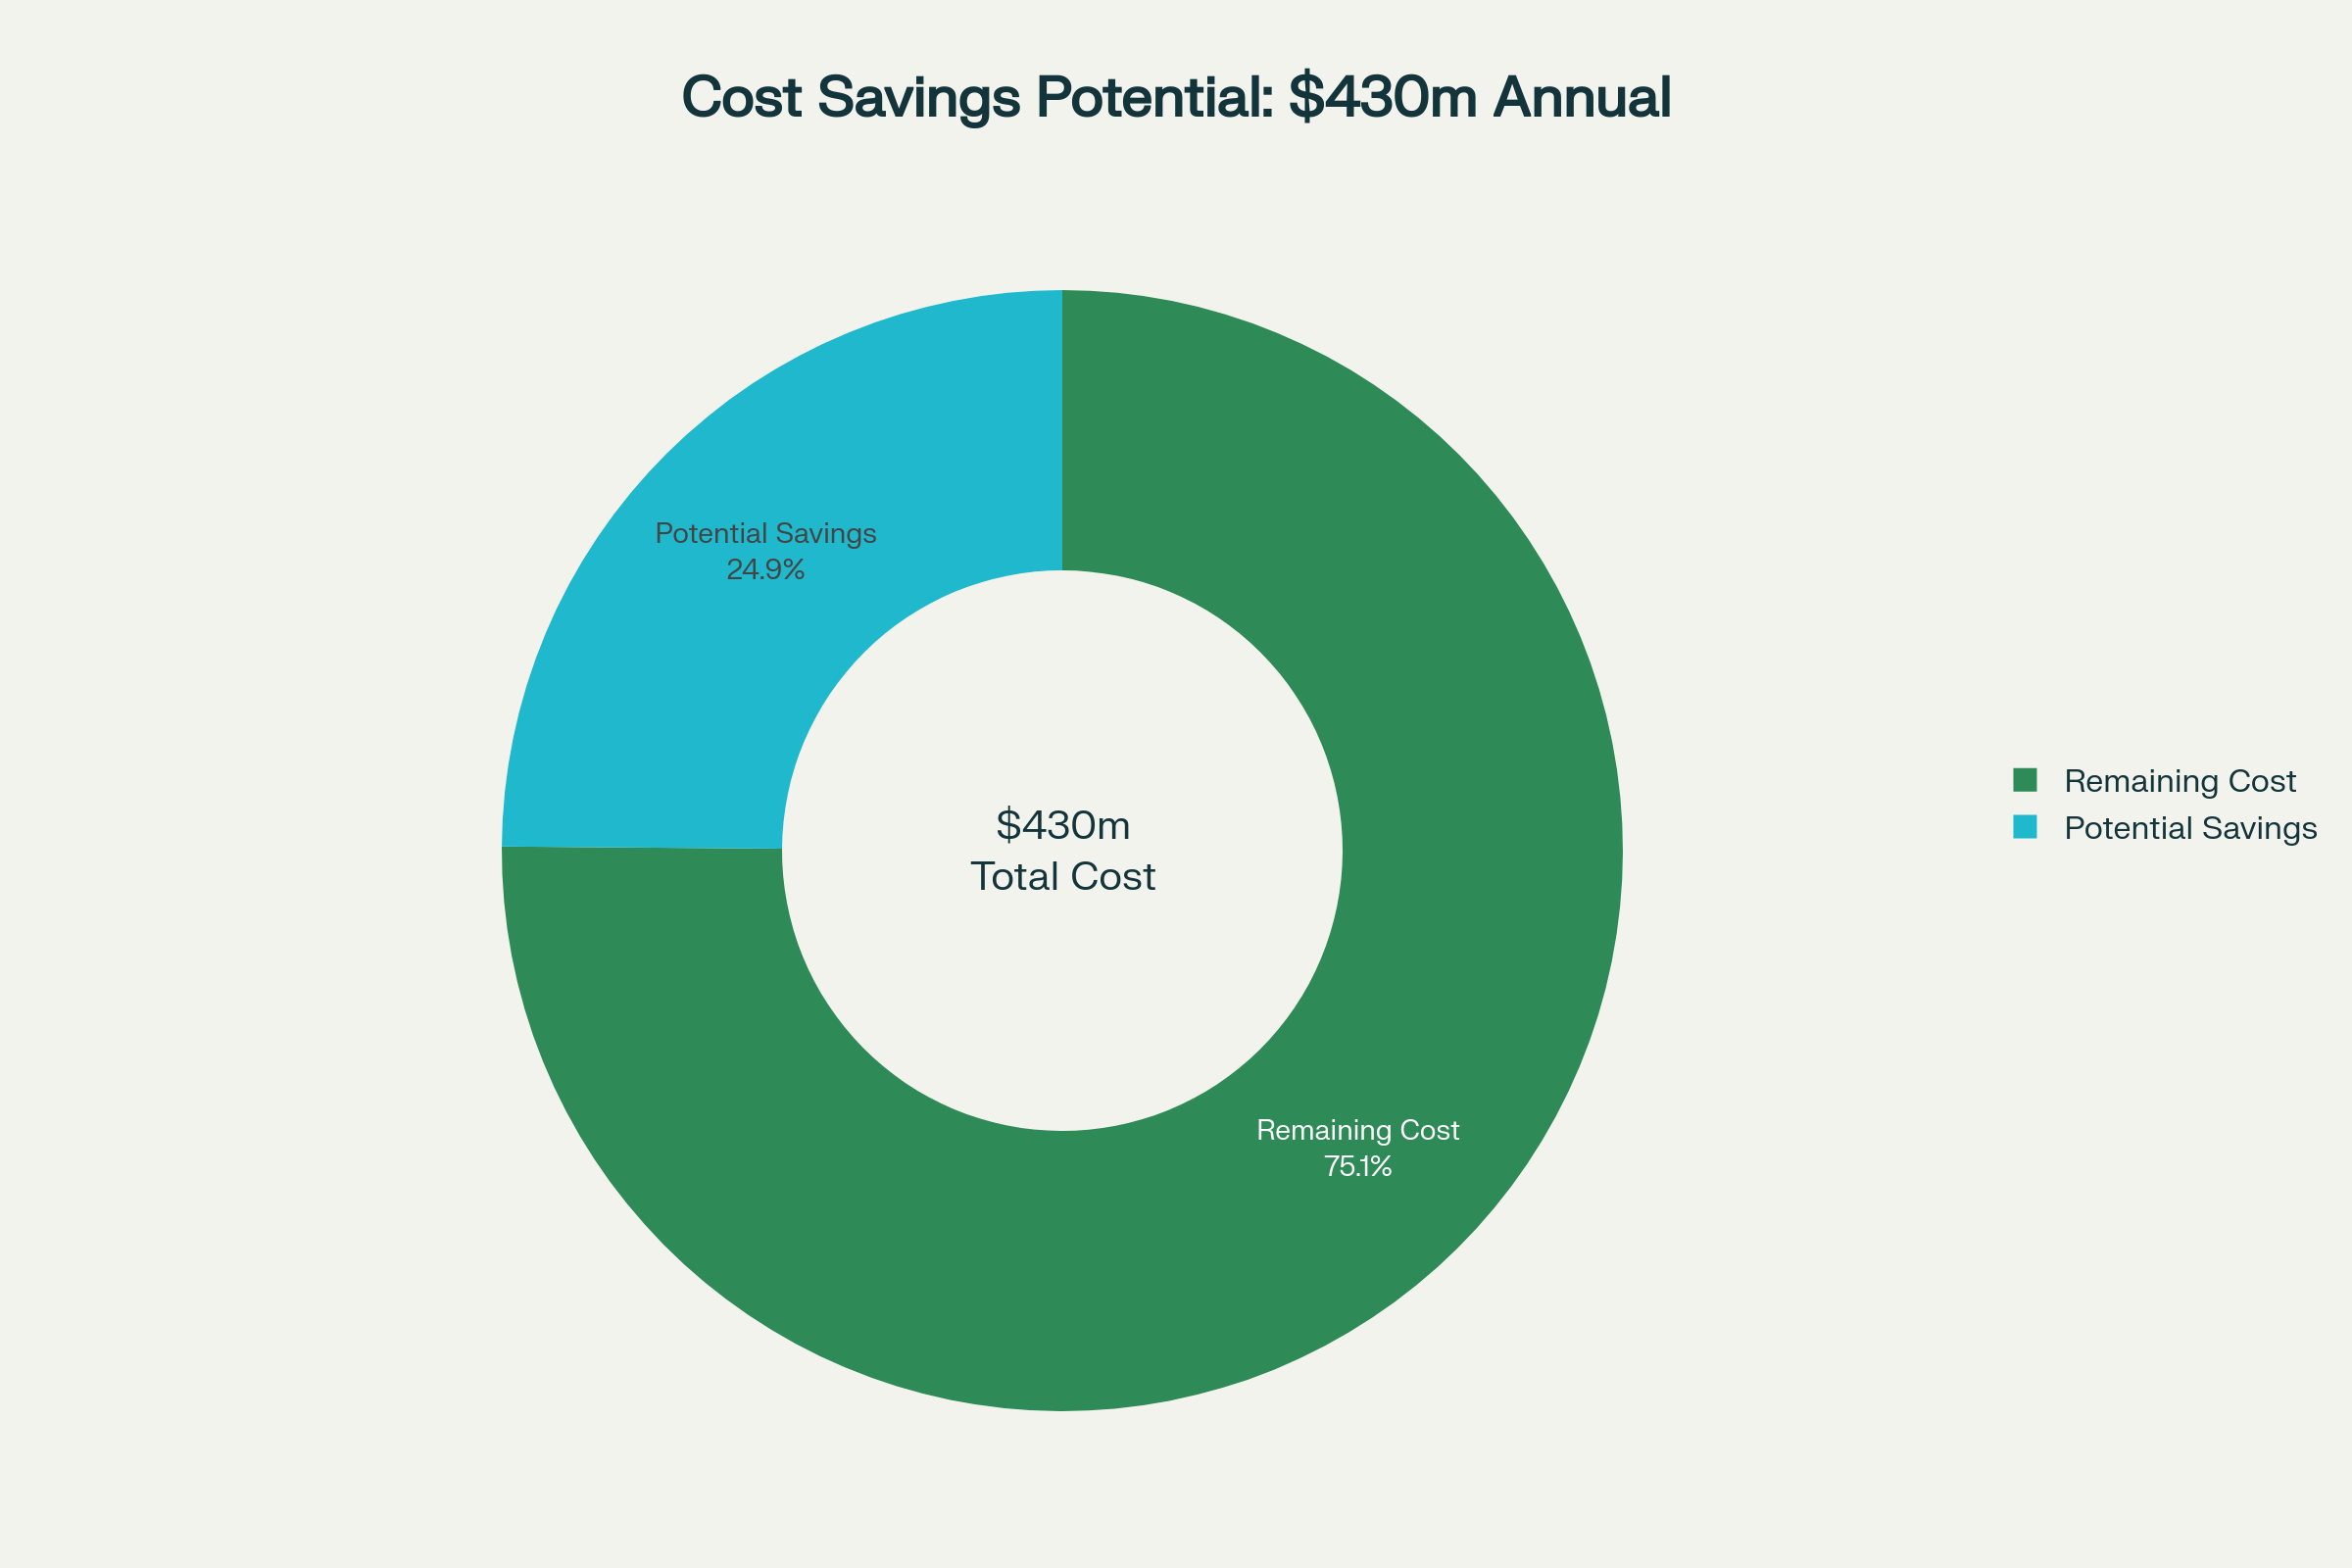 Cost Savings Potential: $430m Annual
Potential Savings
24.9%
$430m
Total Cost
Remaining Cost
75.1%
Remaining Cost
Potential Savings